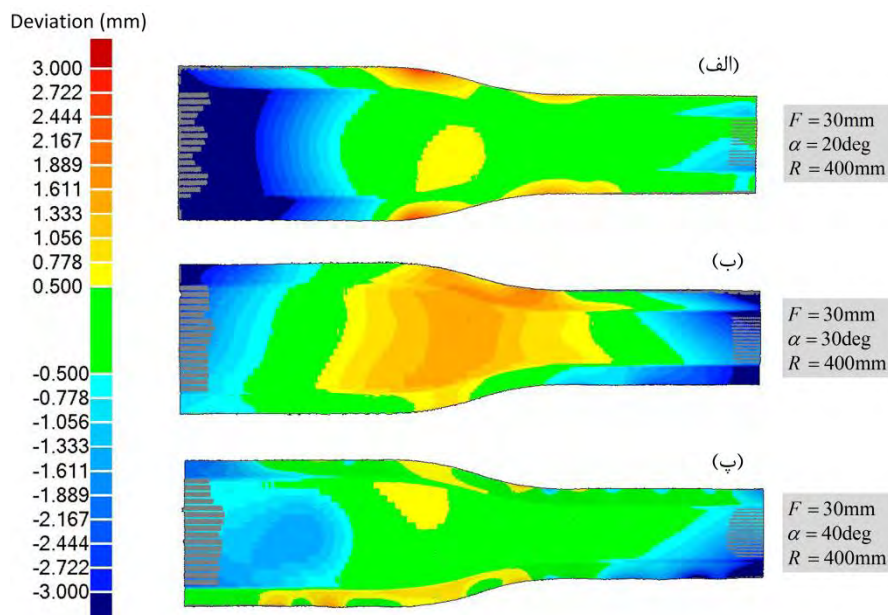 Deviation (mm)
3.000
2.722
2.444
2.167
1.889
1.611
1.333
1.056
0.778
0.500
-0.500
-0.778
-1.056
-1.333
-1.611
-1.889
-2.167
-2.444
-2.722
-3.000
(الف)
F = 30mm
α = 20deg
R = 400mm
(ب)
F = 30mm
α = 30deg
R = 400mm
(پ)
F = 30mm
α = 40deg
R = 400mm